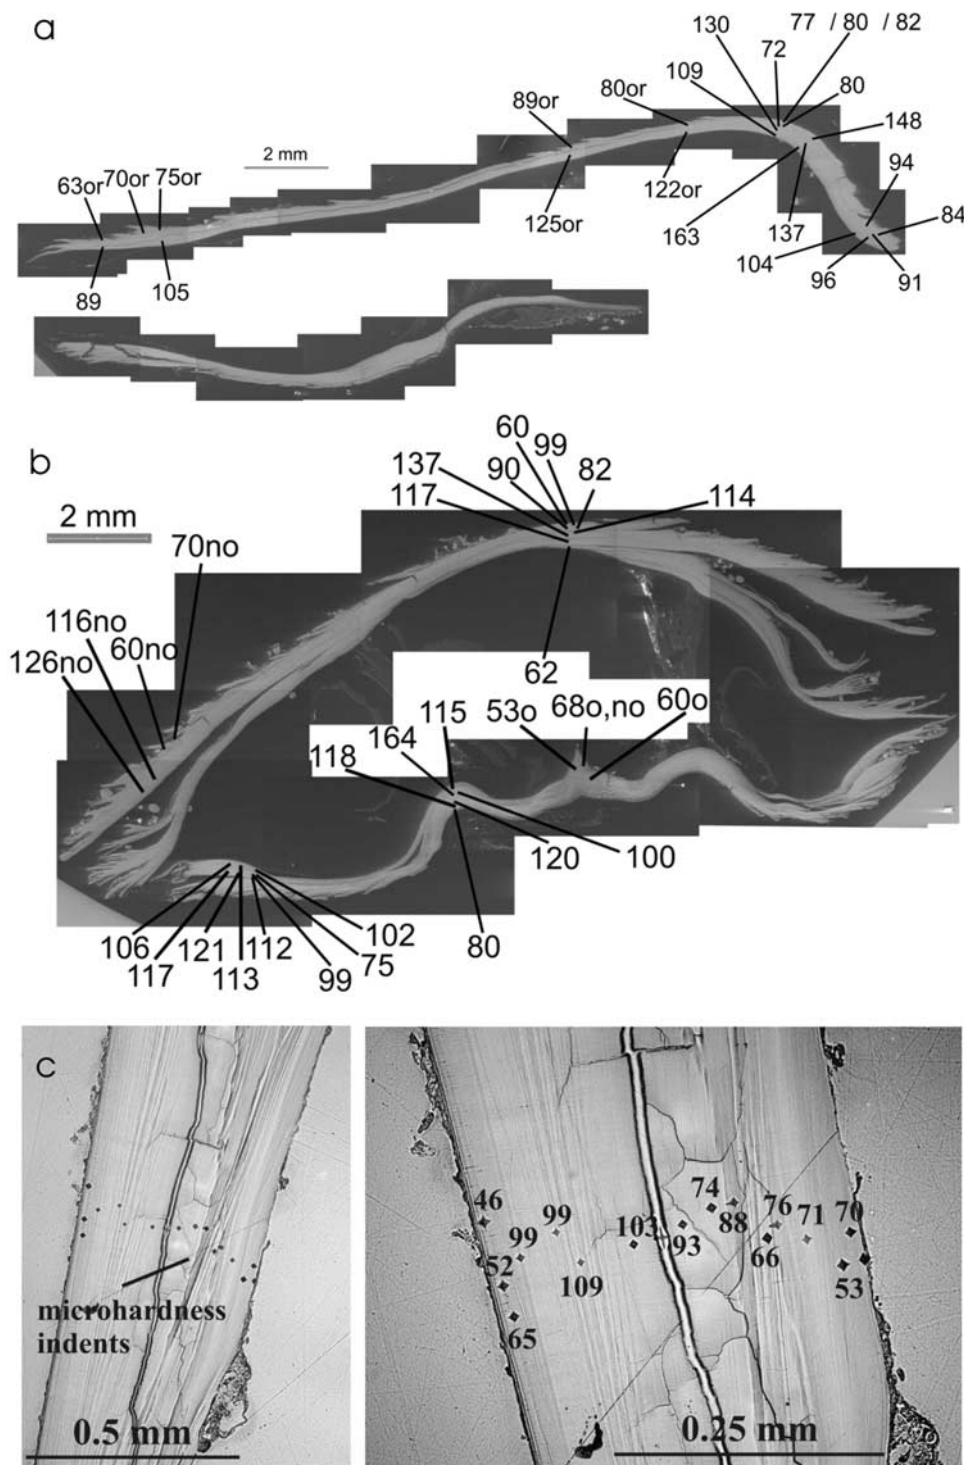 a
130 77 / 80 / 82
72
109 80
80or
89or 148
2 mm
94
63or 70or 75or
122or
125or 84
163 137
104
89 105 96 91
b
60
99
137
90 82
117 114
2 mm
70no
116no
60no
126no
62
115 53o 68o,no 60o
164
118
120 100
106 102
117 121 112 75 80
113 99
c
microhardness
indents
0.5 mm
46 99 74 76 70
103 88 71
99 93 66
52 109 53
65
0.25 mm